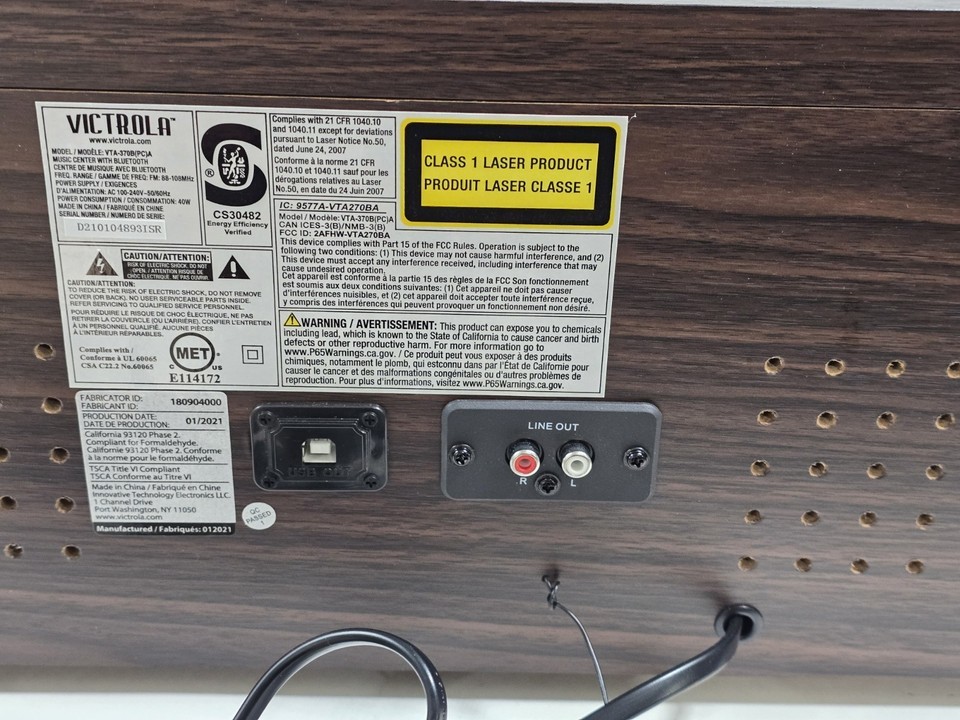 VICTROLA™
www.victrola.com
MODEL / MODÈLE: VTA-370B(PC)A
MUSIC CENTER WITH BLUETOOTH
CENTRE DE MUSIQUE AVEC BLUETOOTH
FREQ. RANGE / GAMME DE FREQ: FM: 88-108MHz
POWER SUPPLY / EXIGENCES
D'ALIMENTATION: AC 100-240V~50/60Hz
POWER CONSUMPTION / CONSOMMATION: 40W
MADE IN CHINA / FABRIQUÉ EN CHINE
SERIAL NUMBER / NUMÉRO DE SERIE:
D210104893ISR
®
CS30482
Energy Efficiency
Verified
Complies with 21 CFR 1040.10
and 1040.11 except for deviations
pursuant to Laser Notice No.50,
dated June 24, 2007
Conforme à la norme 21 CFR
1040.10 et 1040.11 sauf pour les
dérogations relatives au Laser
No.50, en date du 24 Juin 2007
CLASS 1 LASER PRODUCT
PRODUIT LASER CLASSE 1
IC: 9577A-VTA270BA
Model / Modèle: VTA-370B(PC)A
CAN ICES-3(B)/NMB-3(B)
FCC ID: 2AFHW-VTA270BA
This device complies with Part 15 of the FCC Rules. Operation is subject to the
following two conditions: (1) This device may not cause harmful interference, and (2)
This device must accept any interference received, including interference that may
cause undesired operation.
Cet appareil est conforme à la partie 15 des règles de la FCC Son fonctionnement
est soumis aux deux conditions suivantes: (1) Cet appareil ne doit pas causer
d'interférences nuisibles, et (2) cet appareil doit accepter toute interférence reçue,
y compris des interférences qui peuvent provoquer un fonctionnement non désiré.
CAUTION/ATTENTION:
RISK OF ELECTRIC SHOCK. DO NOT
OPEN. / ATTENTION RISQUE DE
CHOC ELECTRIQUE. NE PAS OUVRIR.
CAUTION/ATTENTION:
TO REDUCE THE RISK OF ELECTRIC SHOCK, DO NOT REMOVE
COVER (OR BACK). NO USER SERVICEABLE PARTS INSIDE.
REFER SERVICING TO QUALIFIED SERVICE PERSONNEL.
POUR RÉDUIRE LE RISQUE DE CHOC ÉLECTRIQUE, NE PAS
RETIRER LA COUVERCLE (OU L'ARRIÈRE). CONFIER L'ENTRETIEN
À UN PERSONNEL QUALIFIÉ. AUCUNE PIÈCES
À L'INTÉRIEUR RÉPARABLES.
Complies with /
Conforme à UL 60065
CSA C22.2 No.60065
MET
C US
E114172
WARNING / AVERTISSEMENT: This product can expose you to chemicals
including lead, which is known to the State of California to cause cancer and birth
defects or other reproductive harm. For more information go to
www.P65Warnings.ca.gov. / Ce produit peut vous exposer à des produits
chimiques, notamment le plomb, qui estconnu dans par l'État de Californie pour
causer le cancer et des malformations congénitales ou d'autres problèmes de
reproduction. Pour plus d'informations, visitez www.P65Warnings.ca.gov.
FABRICATOR ID:
FABRICANT ID: 180904000
PRODUCTION DATE:
DATE DE PRODUCTION: 01/2021
California 93120 Phase 2.
Compliant for Formaldehyde.
Californie 93120 Phase 2. Conforme
à la norme pour le formaldéhyde.
TSCA Title VI Compliant
TSCA Conforme au Titre VI
Made in China / Fabriqué en Chine
Innovative Technology Electronics LLC.
1 Channel Drive
Port Washington, NY 11050
www.victrola.com
Manufactured / Fabriqués: 012021
QC
PASSED
1
USB OUT
LINE OUT
R L